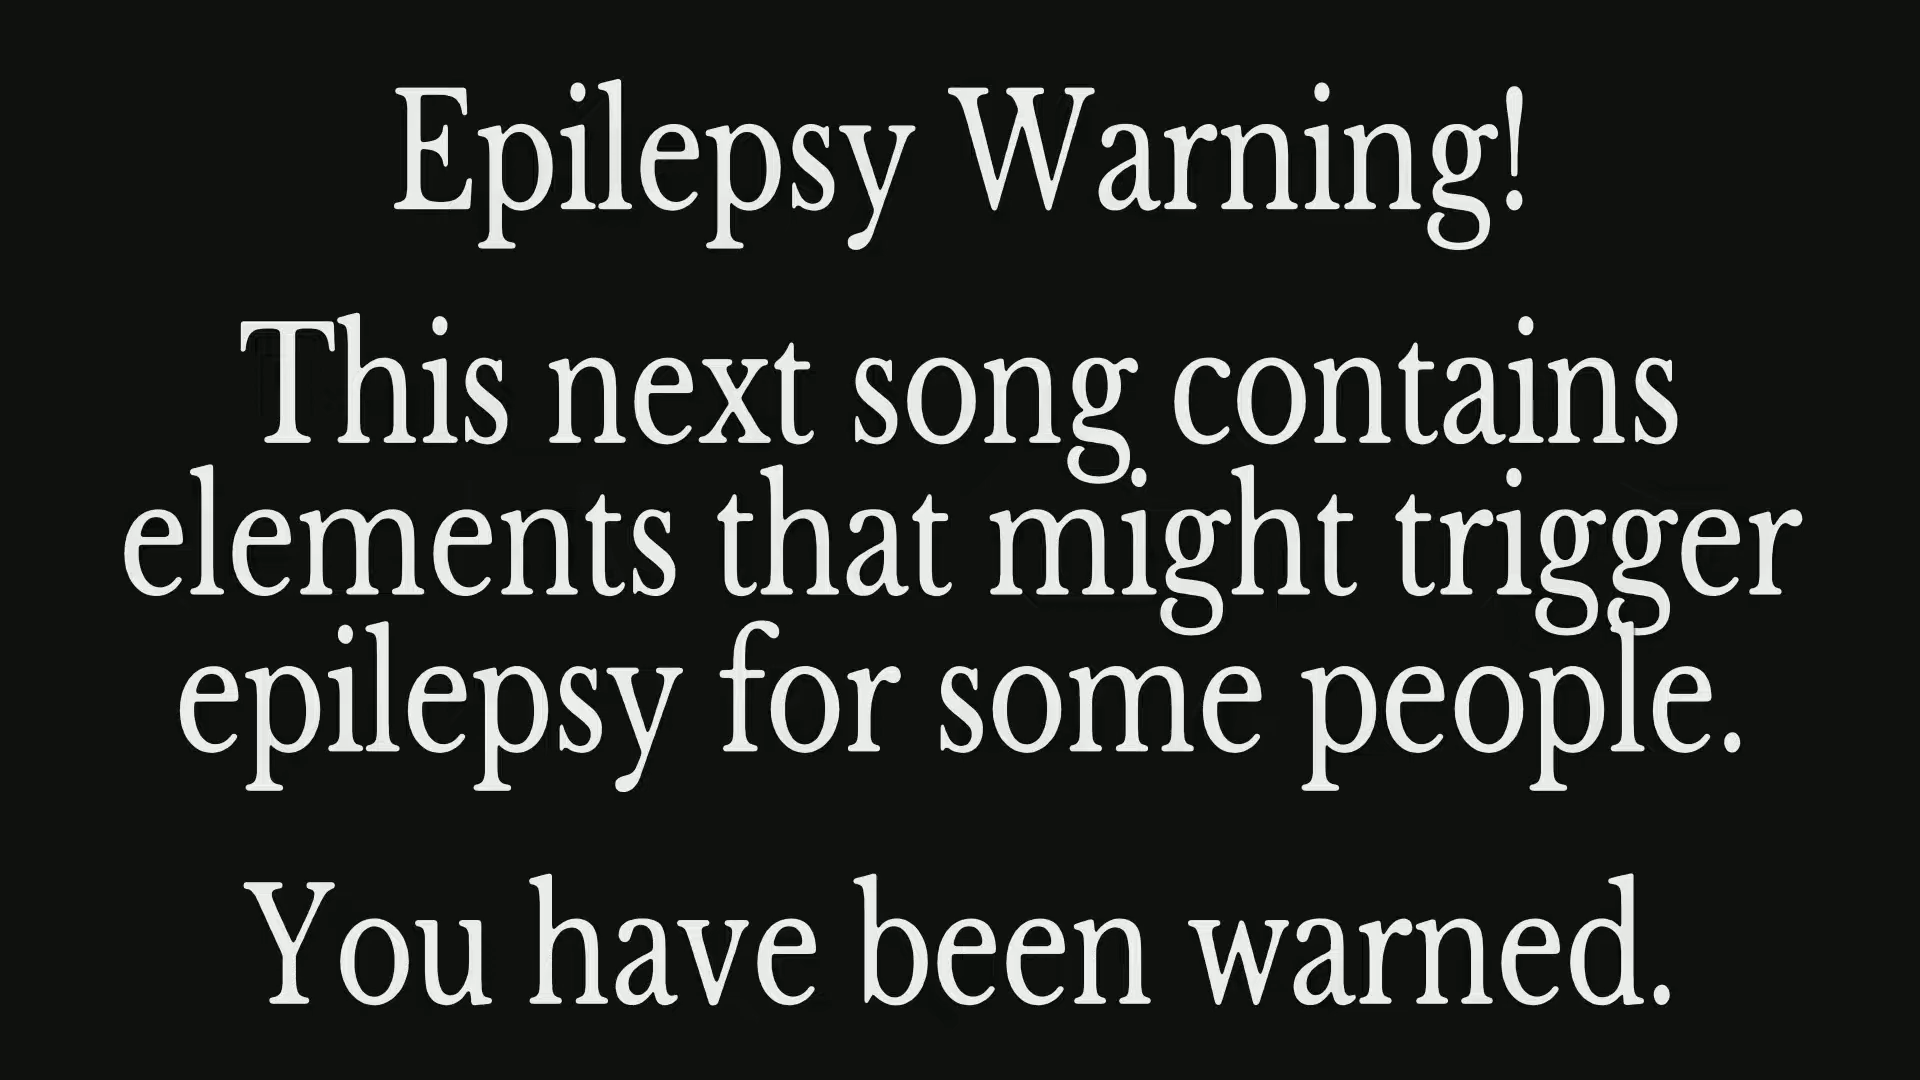 Epilepsy Warning!
This next song contains
elements that might trigger
epilepsy for some people.
You have been warned.